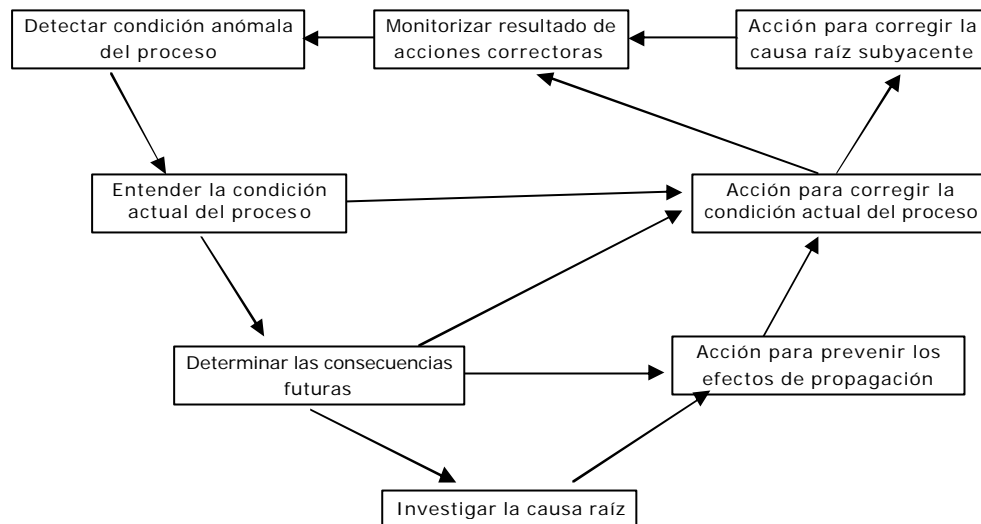 Detectar condición anómala
del proceso
Monitorizar resultado de
acciones correctoras
Acción para corregir la
causa raíz subyacente
Entender la condición
actual del proceso
Acción para corregir la
condición actual del proceso
Determinar las consecuencias
futuras
Acción para prevenir los
efectos de propagación
Investigar la causa raíz